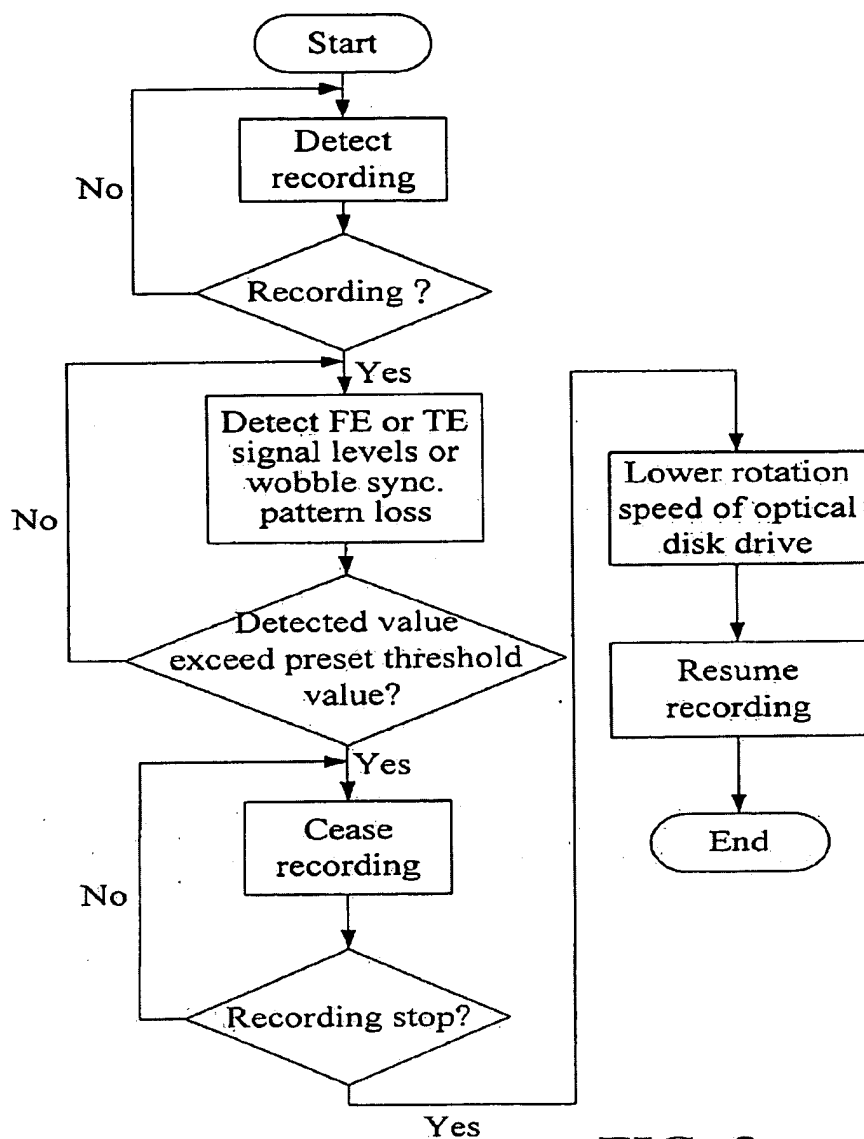 Start
Detect
recording
No
Recording ?
Yes
Detect FE or TE
signal levels or
wobble sync.
pattern loss
No
Detected value
exceed preset threshold
value?
Yes
Cease
recording
No
Recording stop?
Yes
Lower rotation
speed of optical
disk drive
Resume
recording
End